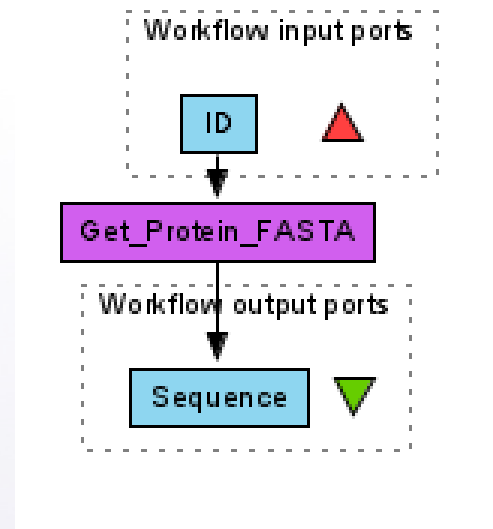 Workflow input ports
ID
Get_Protein_FASTA
Workflow output ports
Sequence